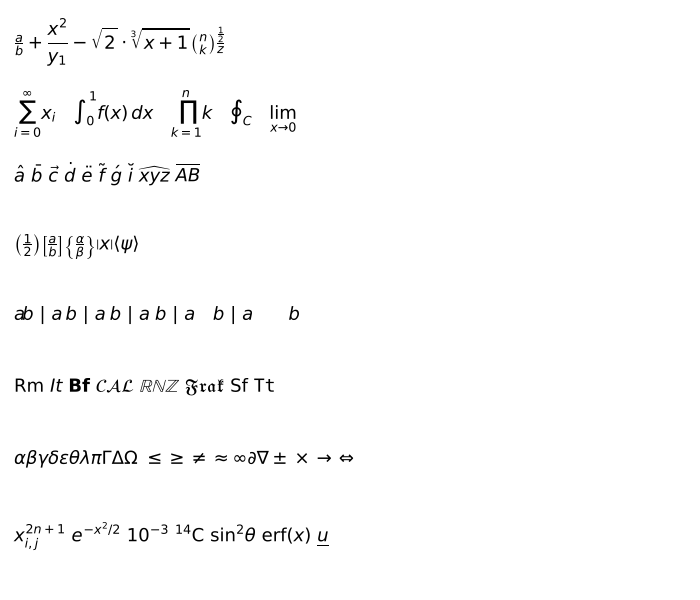 a/b + x²/y₁ − √2 · ∛(x+1) (n k) 1/2/z
∑_{i=0}^{∞} x_i ∫_0^1 f(x) dx ∏_{k=1}^{n} k ∮_C lim_{x→0}
â b̄ c⃗ ḋ ë f̃ ǵ ĭ x͡yz A̅B̅
(1/2) [a/b] {α/β} |x| ⟨ψ⟩
ab | a b | a b | a b | a b | a b
Rm It Bf 𝒞𝒜ℒ ℝℕℤ 𝔉𝔯𝔞𝔨 Sf Tt
αβγδεθλπΓΔΩ ≤ ≥ ≠ ≈ ∞∂∇ ± × → ⇔
x_{i,j}^{2n+1} e^{−x²/2} 10⁻³ ¹⁴C sin²θ erf(x) u̲